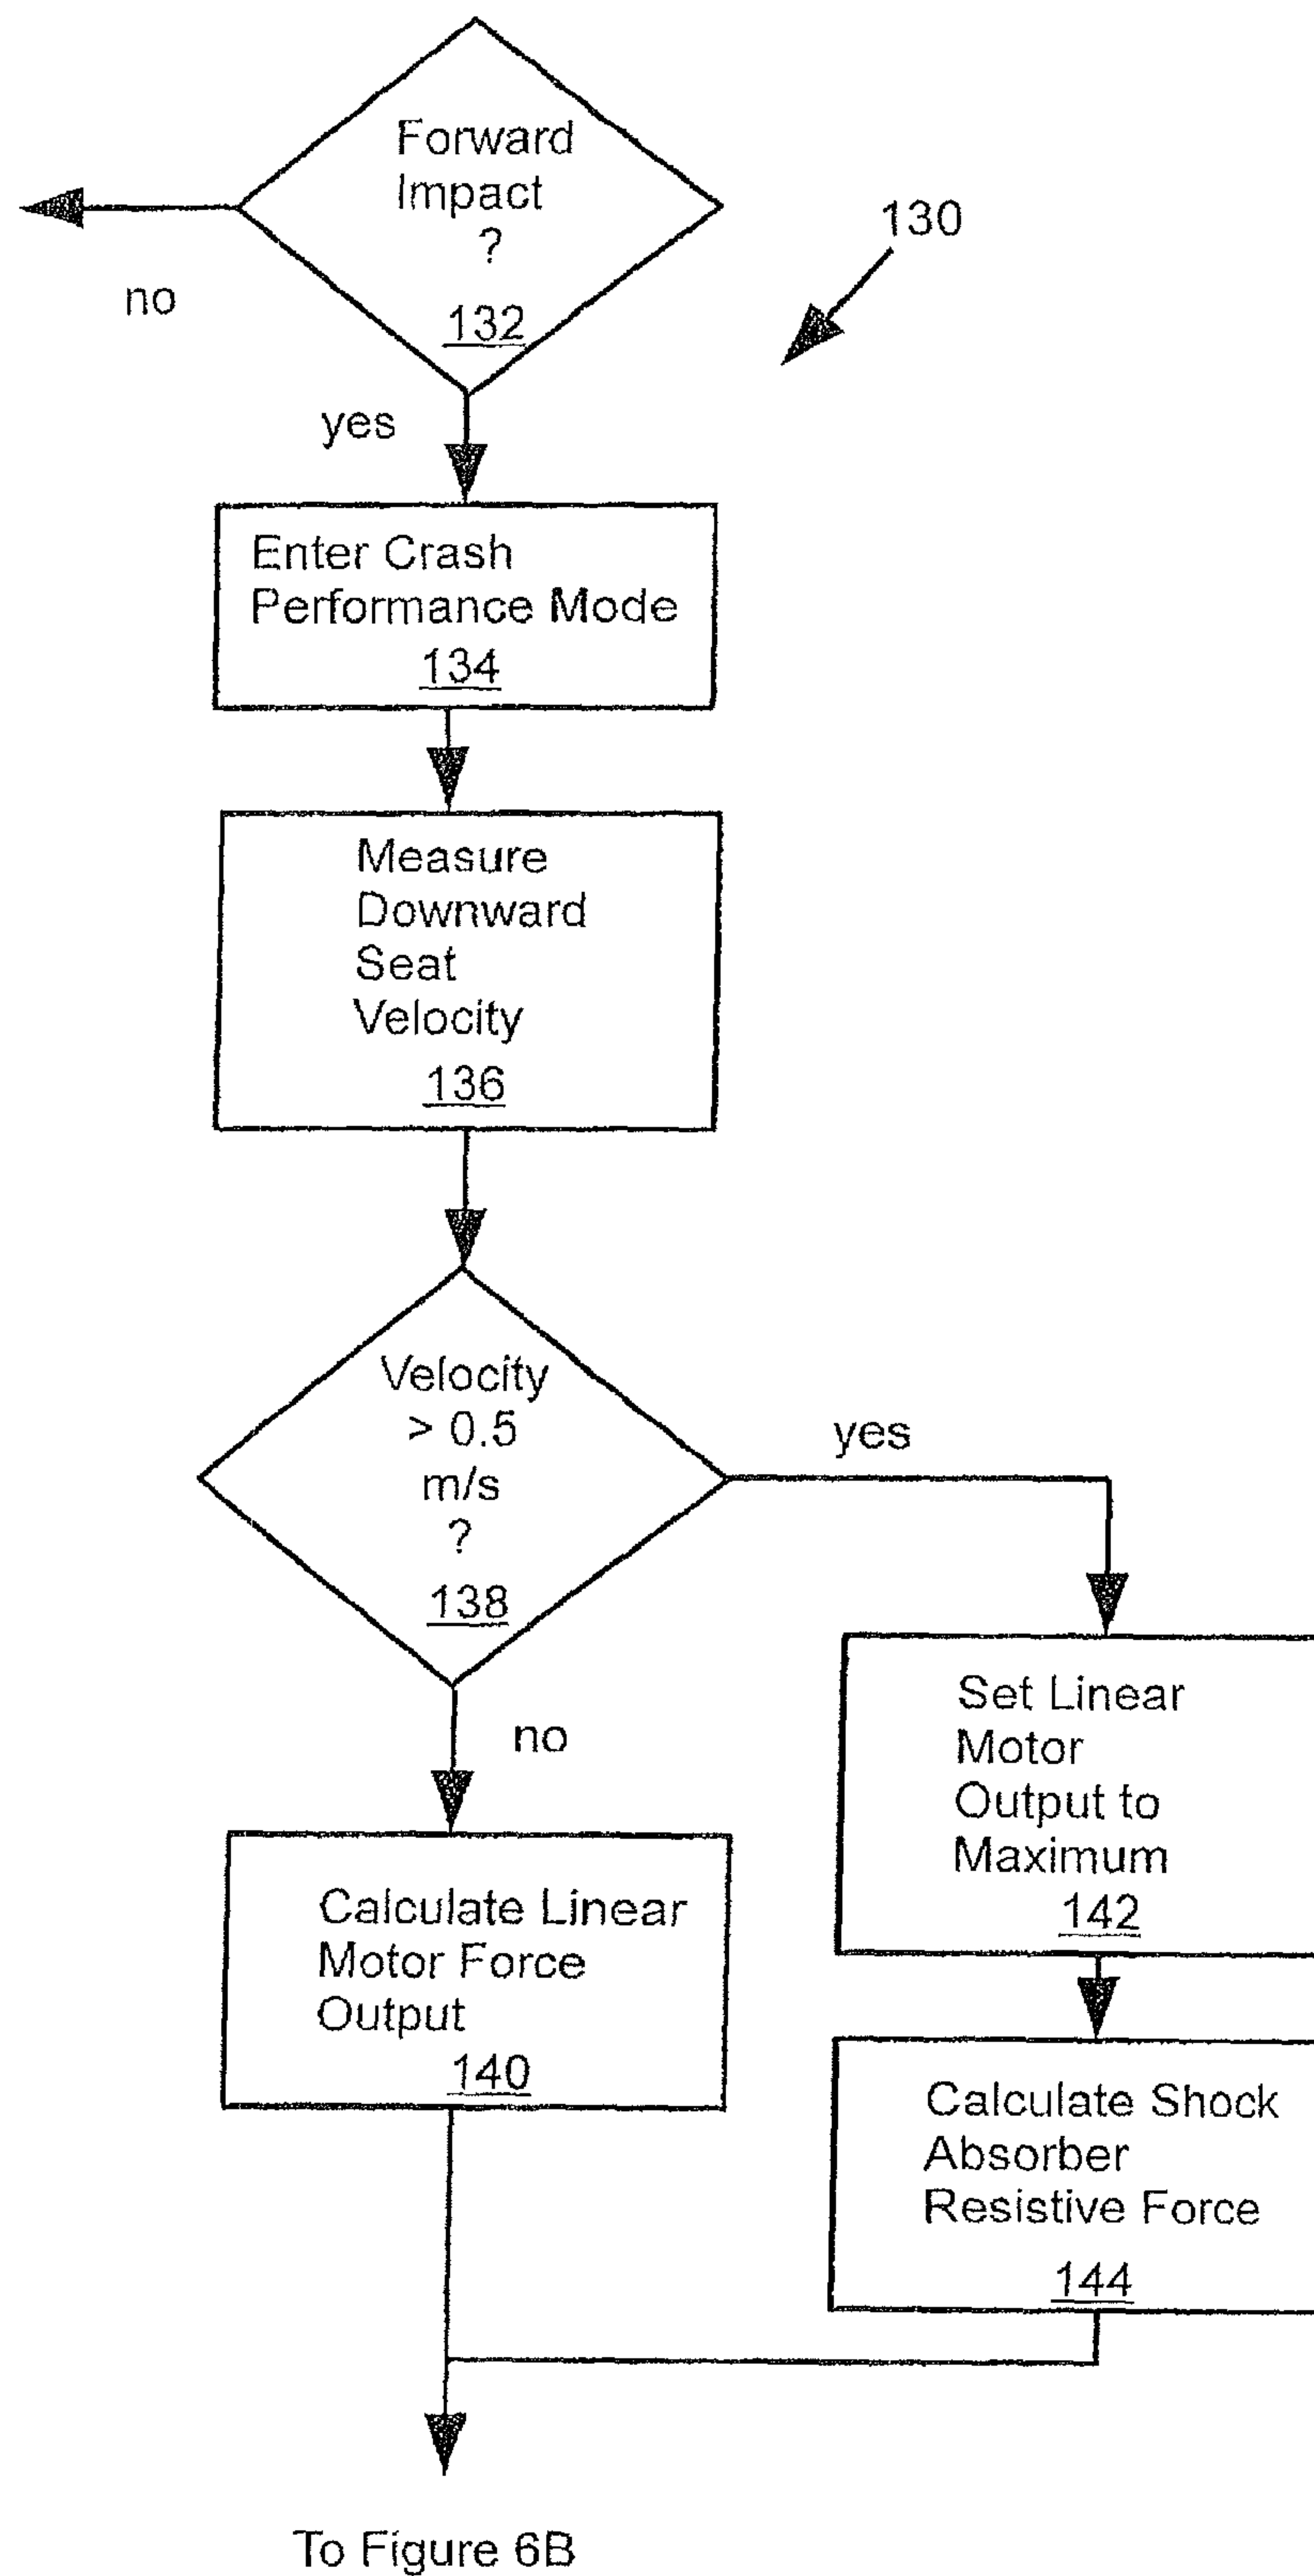 Forward
Impact
?
132
130
no
yes
Enter Crash
Performance Mode
134
Measure
Downward
Seat
Velocity
136
Velocity
> 0.5
m/s
?
138
yes
no
Set Linear
Motor
Output to
Maximum
142
Calculate Linear
Motor Force
Output
140
Calculate Shock
Absorber
Resistive Force
144
To Figure 6B